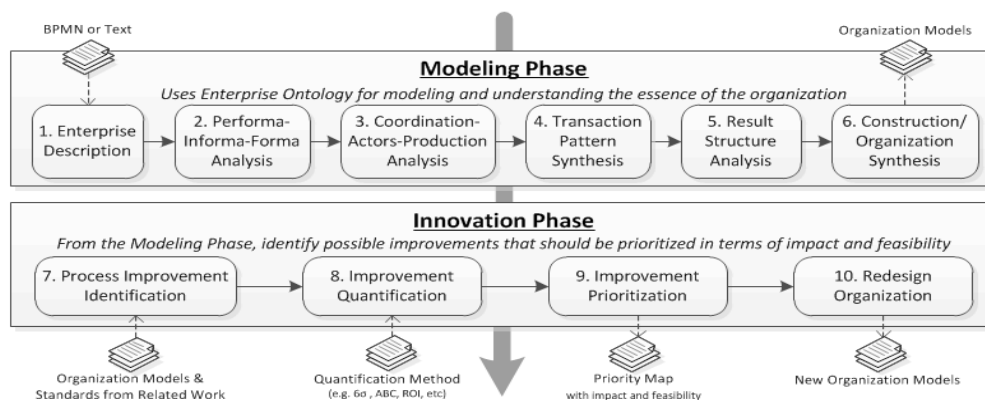 BPMN or Text
Organization Models
Modeling Phase
Uses Enterprise Ontology for modeling and understanding the essence of the organization
1. Enterprise
Description
2. Performa-
Informa-Forma
Analysis
3. Coordination-
Actors-Production
Analysis
4. Transaction
Pattern
Synthesis
5. Result
Structure
Analysis
6. Construction/
Organization
Synthesis
Innovation Phase
From the Modeling Phase, identify possible improvements that should be prioritized in terms of impact and feasibility
7. Process Improvement
Identification
8. Improvement
Quantification
9. Improvement
Prioritization
10. Redesign
Organization
Organization Models &
Standards from Related Work
Quantification Method
(e.g. 6σ , ABC, ROI, etc)
Priority Map
with impact and feasibility
New Organization Models